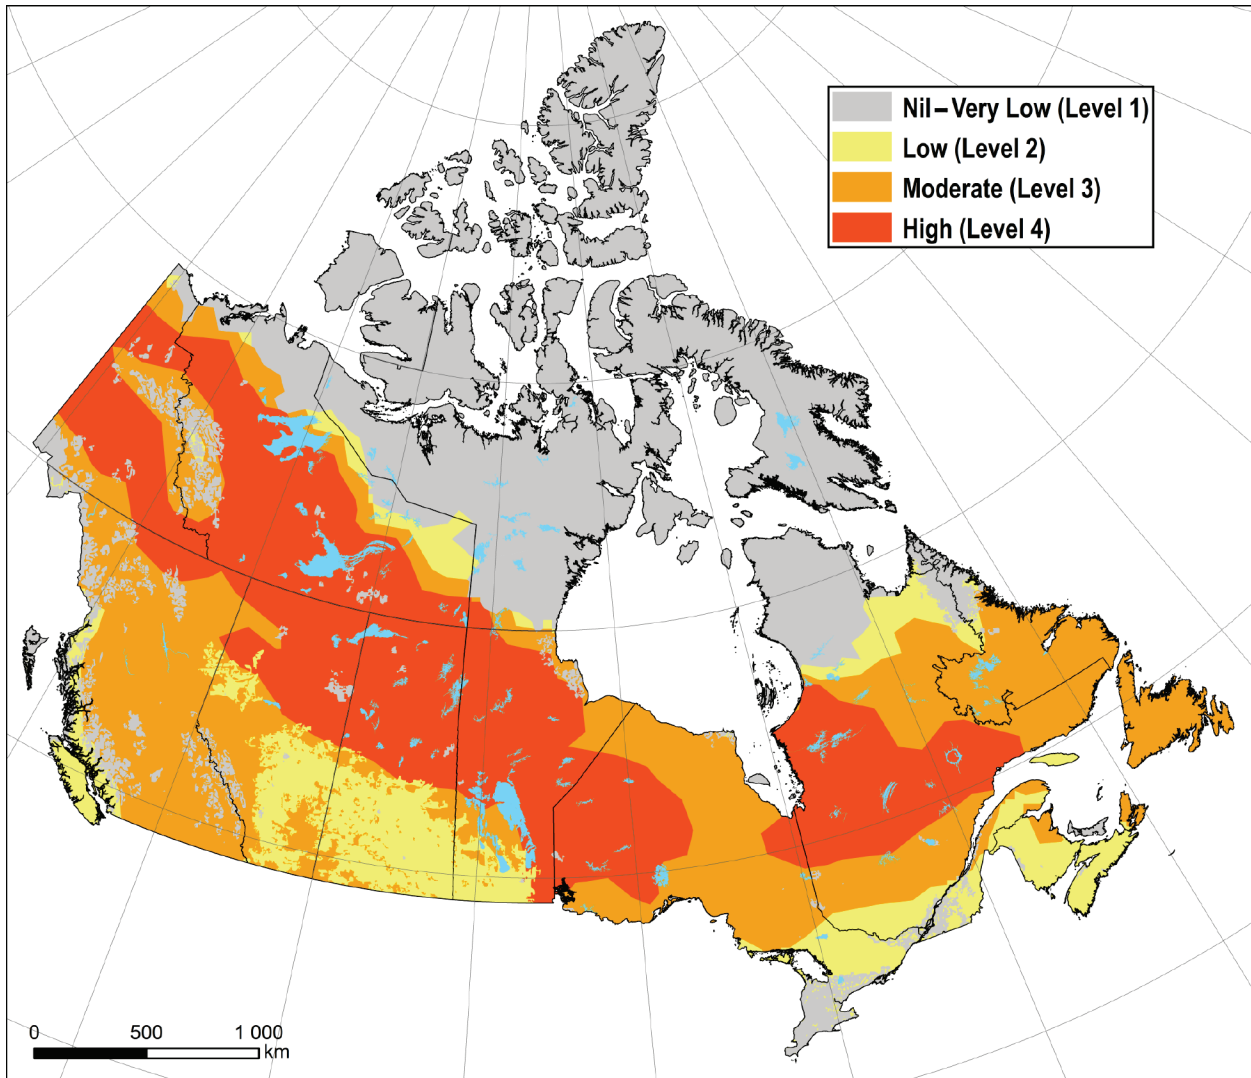 Nil – Very Low (Level 1)
Low (Level 2)
Moderate (Level 3)
High (Level 4)
0 500 1 000
km